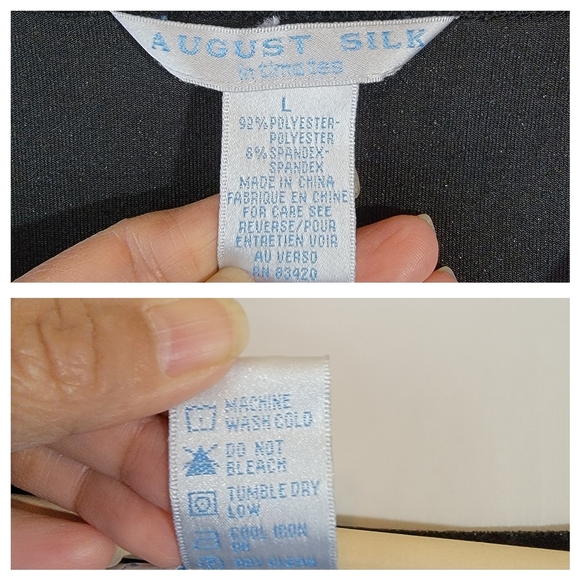 AUGUST SILK
intimates
L
92%POLYESTER-
POLYESTER
8%SPANDEX-
SPANDEX
MADE IN CHINA
FABRIQUE EN CHINE
FOR CARE SEE
REVERSE/POUR
ENTRETIEN VOIR
AU VERSO
RN 83420
MACHINE
WASH COLD
DO NOT
BLEACH
TUMBLE DRY
LOW
COOL IRON